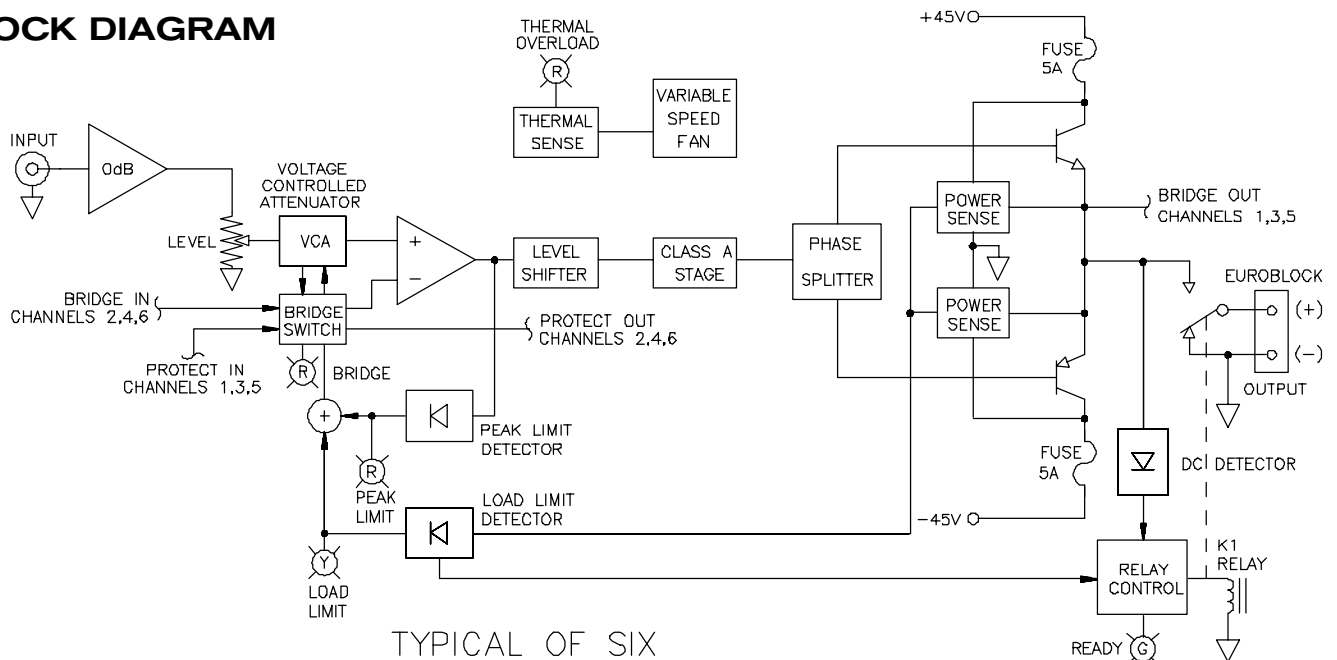 OCK DIAGRAM
THERMAL
OVERLOAD
R
THERMAL
SENSE
VARIABLE
SPEED
FAN
+45V
FUSE
5A
INPUT
0dB
LEVEL
VOLTAGE
CONTROLLED
ATTENUATOR
VCA
+
−
LEVEL
SHIFTER
CLASS A
STAGE
PHASE
SPLITTER
POWER
SENSE
POWER
SENSE
BRIDGE OUT
CHANNELS 1,3,5
BRIDGE IN
CHANNELS 2,4,6
BRIDGE
SWITCH
PROTECT IN
CHANNELS 1,3,5
R
BRIDGE
PROTECT OUT
CHANNELS 2,4,6
EUROBLOCK
(+)
(−)
OUTPUT
+
PEAK LIMIT
DETECTOR
R
PEAK
LIMIT
LOAD LIMIT
DETECTOR
Y
LOAD
LIMIT
FUSE
5A
−45V
DC DETECTOR
RELAY
CONTROL
K1
RELAY
READY
G
TYPICAL OF SIX